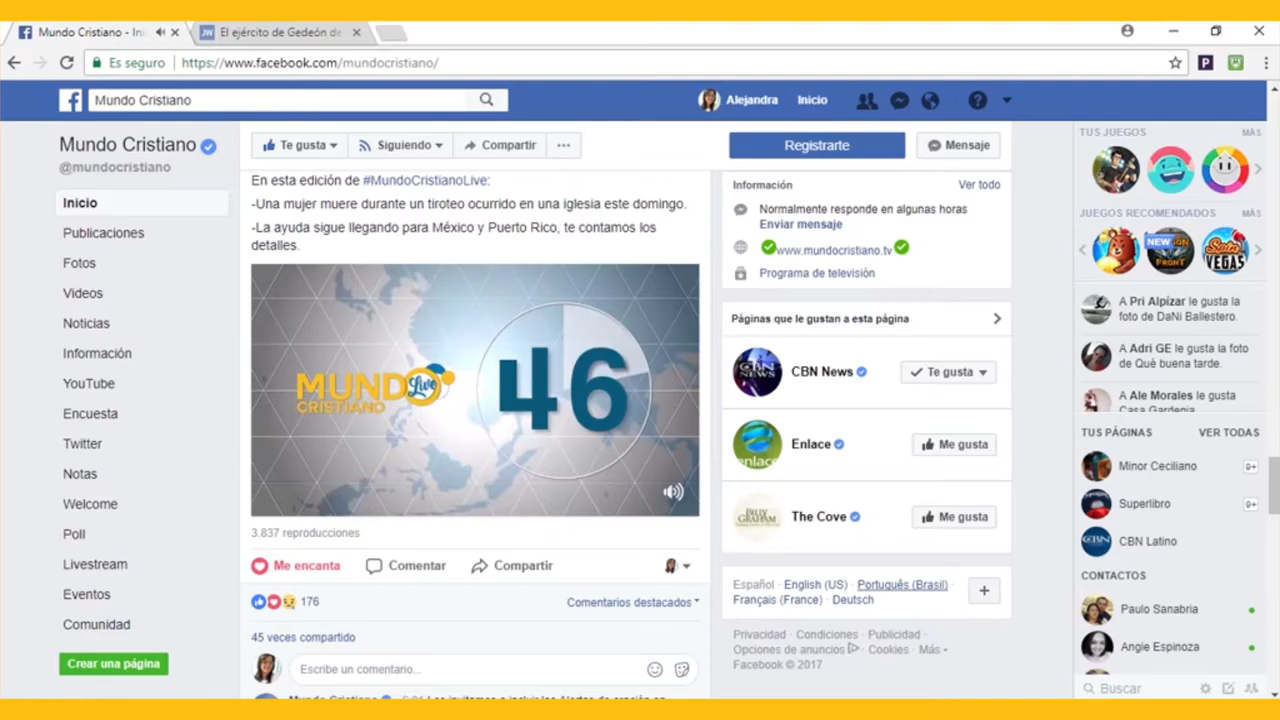 Mundo Cristiano - Ini
El ejército de Gedeón de
Es seguro https://www.facebook.com/mundocristiano/
Mundo Cristiano
Alejandra Inicio
Mundo Cristiano
@mundocristiano
Inicio
Publicaciones
Fotos
Videos
Noticias
Información
YouTube
Encuesta
Twitter
Notas
Welcome
Poll
Livestream
Eventos
Comunidad
Crear una página
Te gusta Siguiendo Compartir ...
Registrarte Mensaje
En esta edición de #MundoCristianoLive:
-Una mujer muere durante un tiroteo ocurrido en una iglesia este domingo.
-La ayuda sigue llegando para México y Puerto Rico, te contamos los
detalles.
MUNDO Live
CRISTIANO
46
3.837 reproducciones
Me encanta Comentar Compartir
176 Comentarios destacados
45 veces compartido
Escribe un comentario...
Información Ver todo
Normalmente responde en algunas horas
Enviar mensaje
www.mundocristiano.tv
Programa de televisión
Páginas que le gustan a esta página
CBN NEWS
CBN News Te gusta
enlace
Enlace Me gusta
BILLY GRAHAM
The Cove Me gusta
Español · English (US) · Português (Brasil) ·
Français (France) · Deutsch
Privacidad · Condiciones · Publicidad ·
Opciones de anuncios · Cookies · Más
Facebook © 2017
TUS JUEGOS MÁS
JUEGOS RECOMENDADOS MÁS
NEW
FRONT
Spin VEGAS
A Pri Alpízar le gusta la
foto de DaNi Ballestero.
A Adri GE le gusta la foto
de Què buena tarde.
A Ale Morales le gusta
Casa Gardenia
TUS PÁGINAS VER TODAS
Minor Ceciliano 9+
Superlibro 9+
CBN
CBN Latino
CONTACTOS
Paulo Sanabria
Angie Espinoza
Buscar